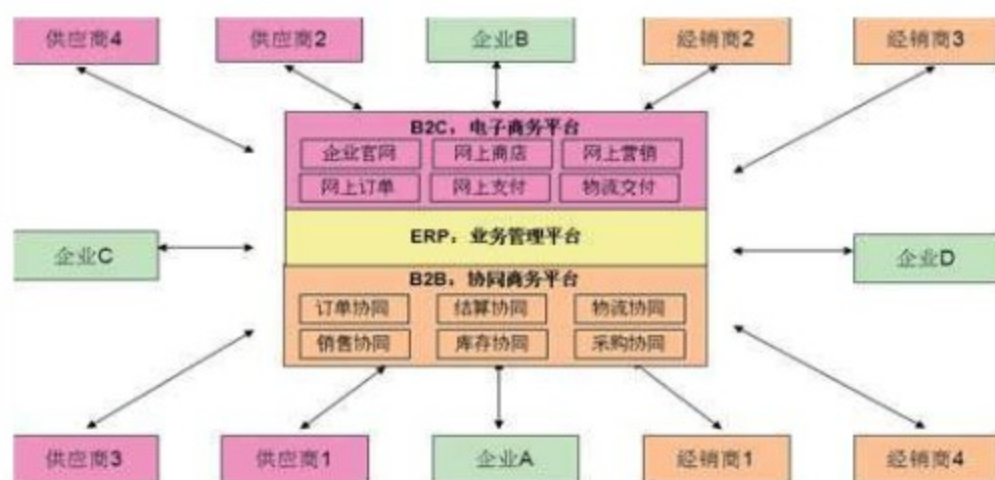 供应商4 供应商2 企业B 经销商2 经销商3
B2C，电子商务平台
企业官网 网上商店 网上营销
网上订单 网上支付 物流交付
ERP：业务管理平台
企业C 企业D
B2B，协同商务平台
订单协同 结算协同 物流协同
销售协同 库存协同 采购协同
供应商3 供应商1 企业A 经销商1 经销商4